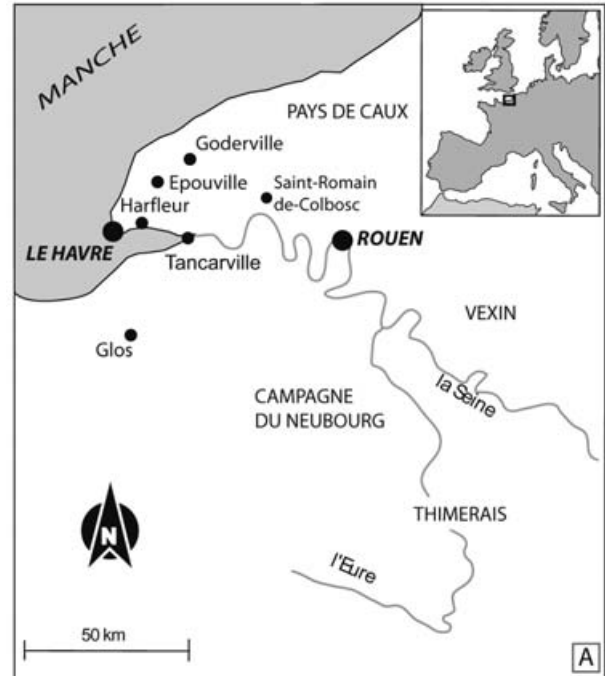 MANCHE
PAYS DE CAUX
Goderville
Epouville
Saint-Romain
de-Colbosc
Harfleur
LE HAVRE
ROUEN
Tancarville
VEXIN
Glos
la Seine
CAMPAGNE
DU NEUBOURG
THIMERAIS
N
l'Eure
50 km
A